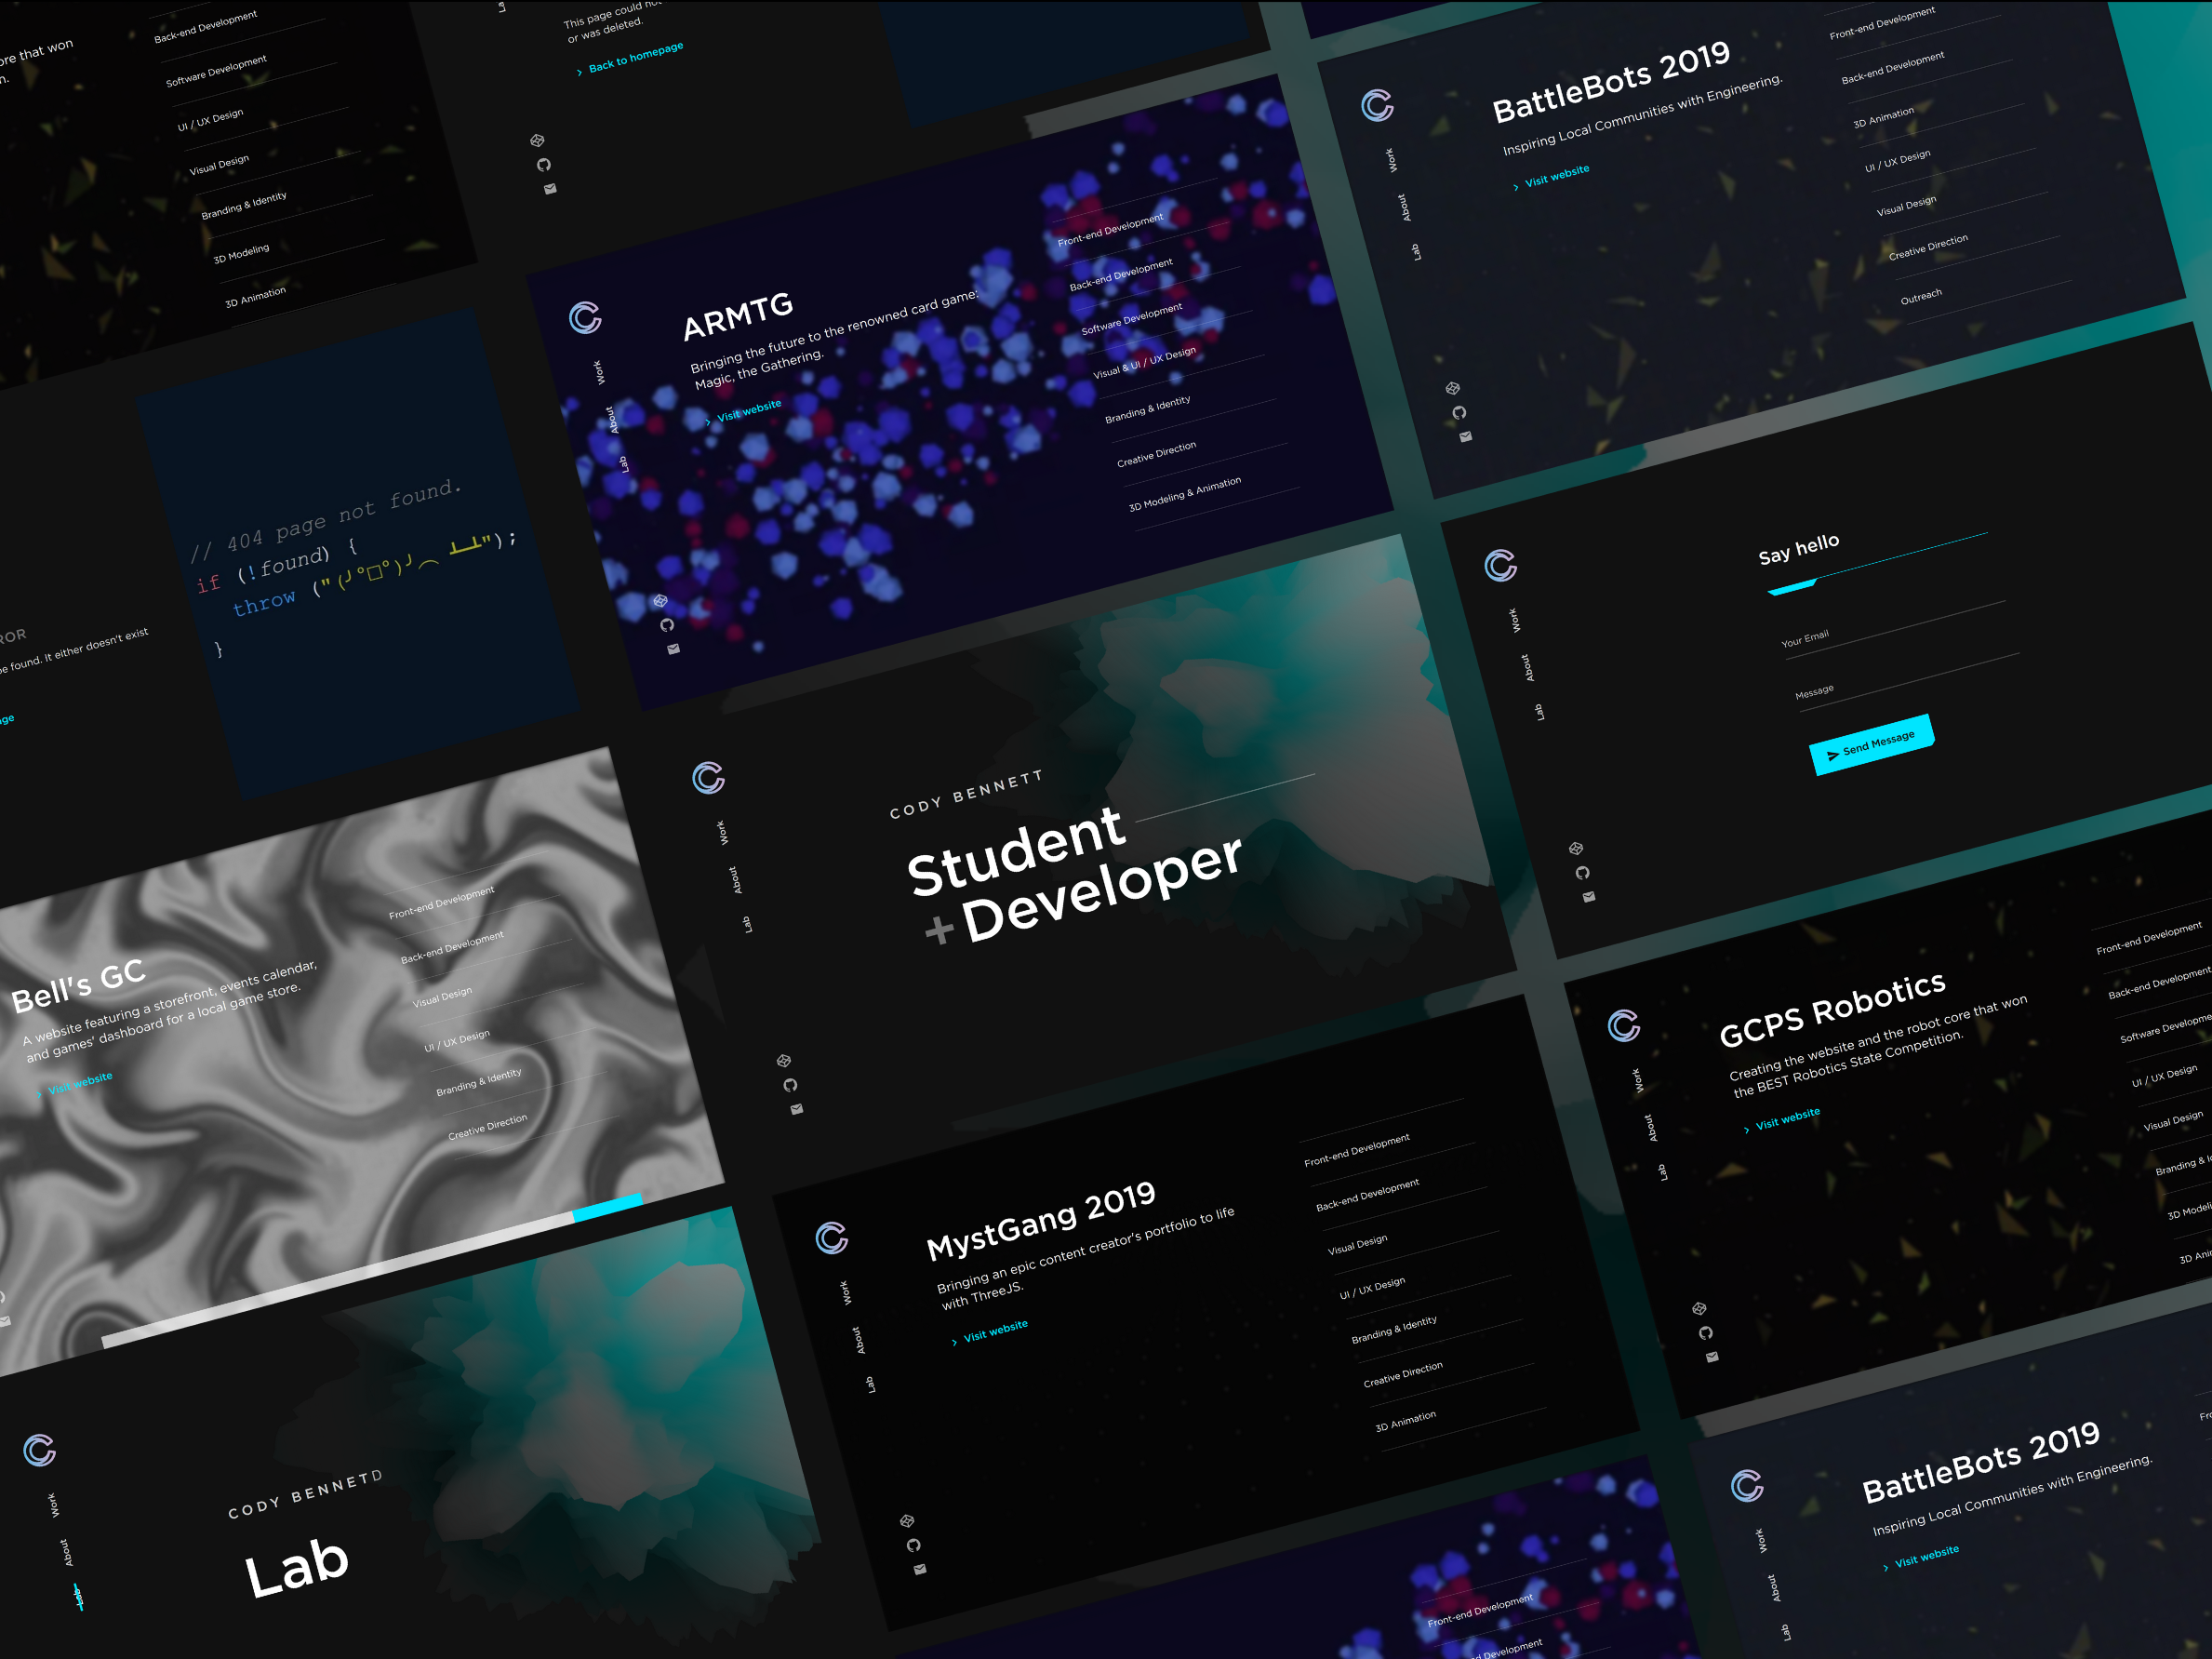 ore that won
n.
Back-end Development
Software Development
UI / UX Design
Visual Design
Branding & Identity
3D Modeling
3D Animation
La
This page could not
or was deleted.
Back to homepage
BattleBots 2019
Inspiring Local Communities with Engineering.
Visit website
Work
About
Lab
Front-end Development
Back-end Development
3D Animation
UI / UX Design
Visual Design
Creative Direction
Outreach
ARMTG
Bringing the future to the renowned card game:
Magic, the Gathering.
Visit website
Work
About
Lab
Front-end Development
Back-end Development
Software Development
Visual & UI / UX Design
Branding & Identity
Creative Direction
3D Modeling & Animation
// 404 page not found.
if (!found) {
throw ("(╯°□°)╯︵ ┻━┻");
}
ROR
e found. It either doesn't exist
age
Say hello
Your Email
Message
Send Message
Work
About
Lab
CODY BENNETT
Student
+Developer
Work
About
Lab
Bell's GC
A website featuring a storefront, events calendar,
and games' dashboard for a local game store.
Visit website
Front-end Development
Back-end Development
Visual Design
UI / UX Design
Branding & Identity
Creative Direction
GCPS Robotics
Creating the website and the robot core that won
the BEST Robotics State Competition.
Visit website
Work
About
Lab
Front-end Development
Back-end Development
Software Developme
UI / UX Design
Visual Design
Branding & Id
3D Modeli
3D Anim
MystGang 2019
Bringing an epic content creator's portfolio to life
with ThreeJS.
Visit website
Work
About
Lab
Front-end Development
Back-end Development
Visual Design
UI / UX Design
Branding & Identity
Creative Direction
3D Animation
CODY BENNETD
Lab
Work
About
Lab
BattleBots 2019
Inspiring Local Communities with Engineering.
Visit website
Work
About
Lab
Fro
Front-end Development
nd Development